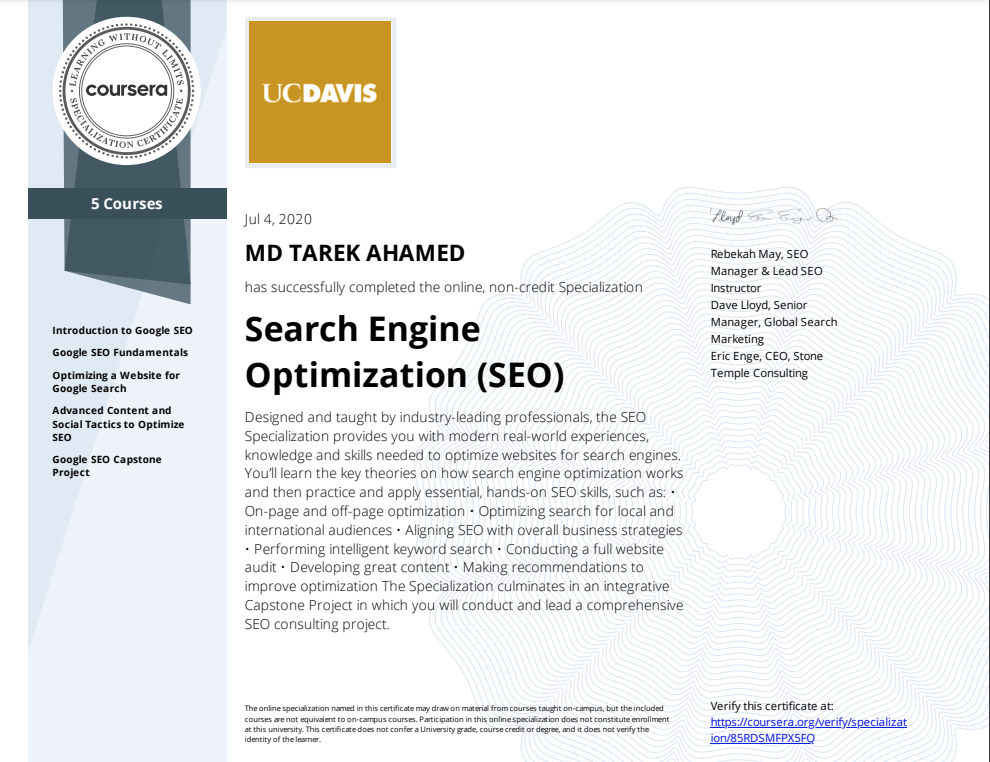 LEARNING WITHOUT LIMITS
coursera
SPECIALIZATION CERTIFICATE
5 Courses
Introduction to Google SEO
Google SEO Fundamentals
Optimizing a Website for
Google Search
Advanced Content and
Social Tactics to Optimize
SEO
Google SEO Capstone
Project
UCDAVIS
Jul 4, 2020
MD TAREK AHAMED
has successfully completed the online, non-credit Specialization
Search Engine
Optimization (SEO)
Designed and taught by industry-leading professionals, the SEO
Specialization provides you with modern real-world experiences,
knowledge and skills needed to optimize websites for search engines.
You'll learn the key theories on how search engine optimization works
and then practice and apply essential, hands-on SEO skills, such as: •
On-page and off-page optimization • Optimizing search for local and
international audiences • Aligning SEO with overall business strategies
• Performing intelligent keyword search • Conducting a full website
audit • Developing great content • Making recommendations to
improve optimization The Specialization culminates in an integrative
Capstone Project in which you will conduct and lead a comprehensive
SEO consulting project.
Lloyd
Rebekah May, SEO
Manager & Lead SEO
Instructor
Dave Lloyd, Senior
Manager, Global Search
Marketing
Eric Enge, CEO, Stone
Temple Consulting
The online specialization named in this certificate may draw on material from courses taught on-campus, but the included
courses are not equivalent to on-campus courses. Participation in this online specialization does not constitute enrollment
at this university. This certificate does not confer a University grade, course credit or degree, and it does not verify the
identity of the learner.
Verify this certificate at:
https://coursera.org/verify/specializat
ion/85RDSMFPX5FQ